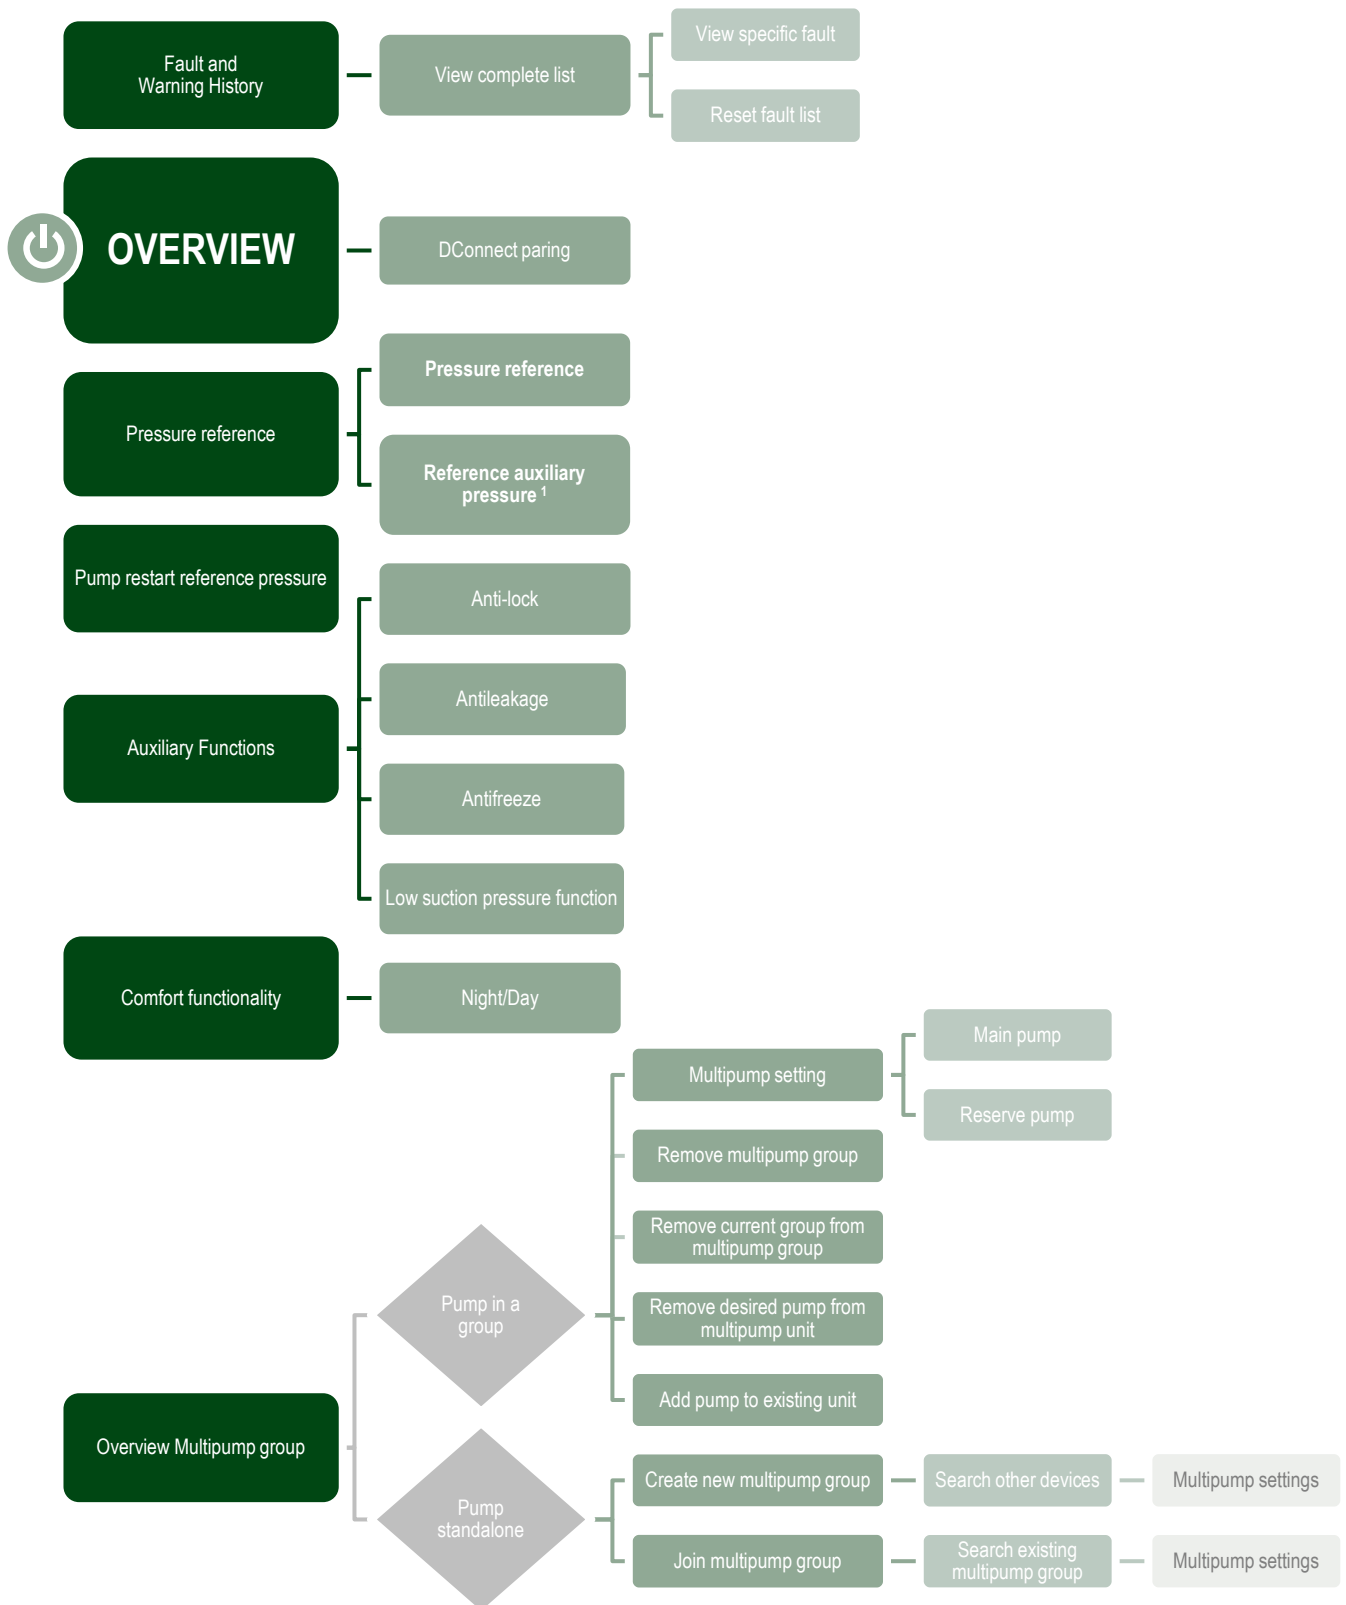 Fault and
Warning History
View complete list
View specific fault
Reset fault list
OVERVIEW
DConnect paring
Pressure reference
Pressure reference
Reference auxiliary
pressure ¹
Pump restart reference pressure
Auxiliary Functions
Anti-lock
Antileakage
Antifreeze
Low suction pressure function
Comfort functionality
Night/Day
Overview Multipump group
Pump in a
group
Multipump setting
Main pump
Reserve pump
Remove multipump group
Remove current group from
multipump group
Remove desired pump from
multipump unit
Add pump to existing unit
Pump
standalone
Create new multipump group
Search other devices
Multipump settings
Join multipump group
Search existing
multipump group
Multipump settings